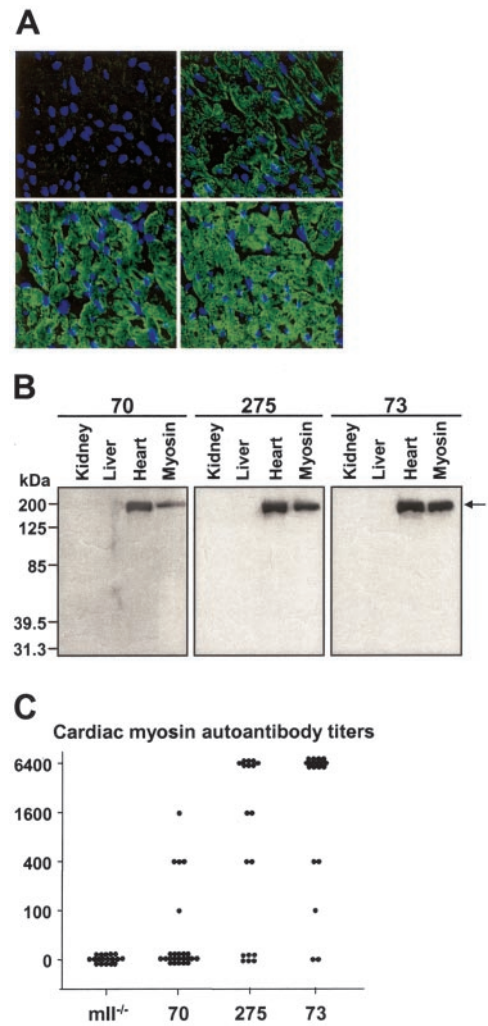 A
B
70 275 73
Kidney Liver Heart Myosin Kidney Liver Heart Myosin Kidney Liver Heart Myosin
kDa
200
125
85
39.5
31.3
C
Cardiac myosin autoantibody titers
6400
1600
400
100
0
mII-/- 70 275 73